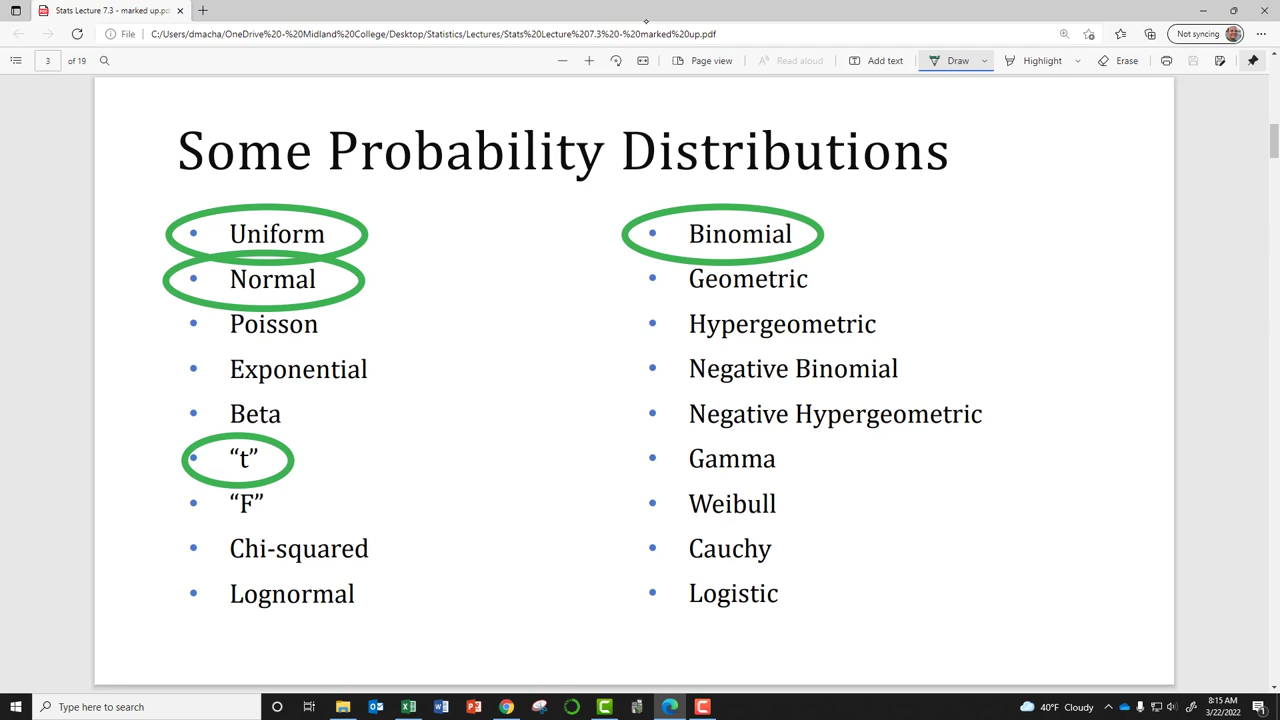 Stats Lecture 7.3 - marked up.pd
File C:/Users/dmacha/OneDrive%20-%20Midland%20College/Desktop/Statistics/Lectures/Stats%20Lecture%207.3%20-%20marked%20up.pdf Not syncing
3 of 19 Page view Read aloud Add text Draw Highlight Erase
Some Probability Distributions
• Uniform
• Normal
• Poisson
• Exponential
• Beta
• “t”
• “F”
• Chi-squared
• Lognormal
• Binomial
• Geometric
• Hypergeometric
• Negative Binomial
• Negative Hypergeometric
• Gamma
• Weibull
• Cauchy
• Logistic
Type here to search 40°F Cloudy 8:15 AM
3/22/2022